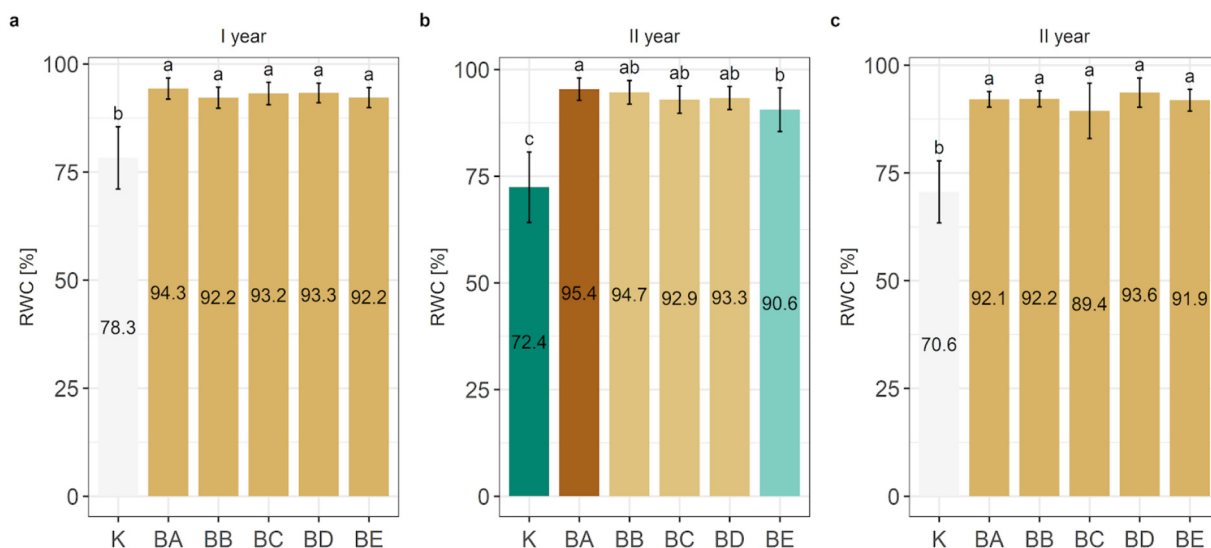 a
I year
RWC [%]
100
75
50
25
0
b
a
a
a
a
a
78.3
94.3
92.2
93.2
93.3
92.2
K
BA
BB
BC
BD
BE
b
II year
RWC [%]
100
75
50
25
0
c
a
ab
ab
ab
b
72.4
95.4
94.7
92.9
93.3
90.6
K
BA
BB
BC
BD
BE
c
II year
RWC [%]
100
75
50
25
0
b
a
a
a
a
a
70.6
92.1
92.2
89.4
93.6
91.9
K
BA
BB
BC
BD
BE